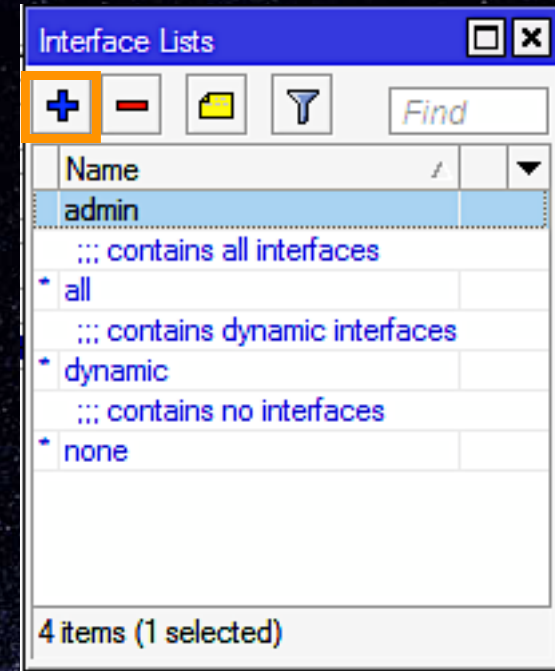 Interface Lists
Find
Name
admin
;;; contains all interfaces
* all
;;; contains dynamic interfaces
* dynamic
;;; contains no interfaces
* none
4 items (1 selected)